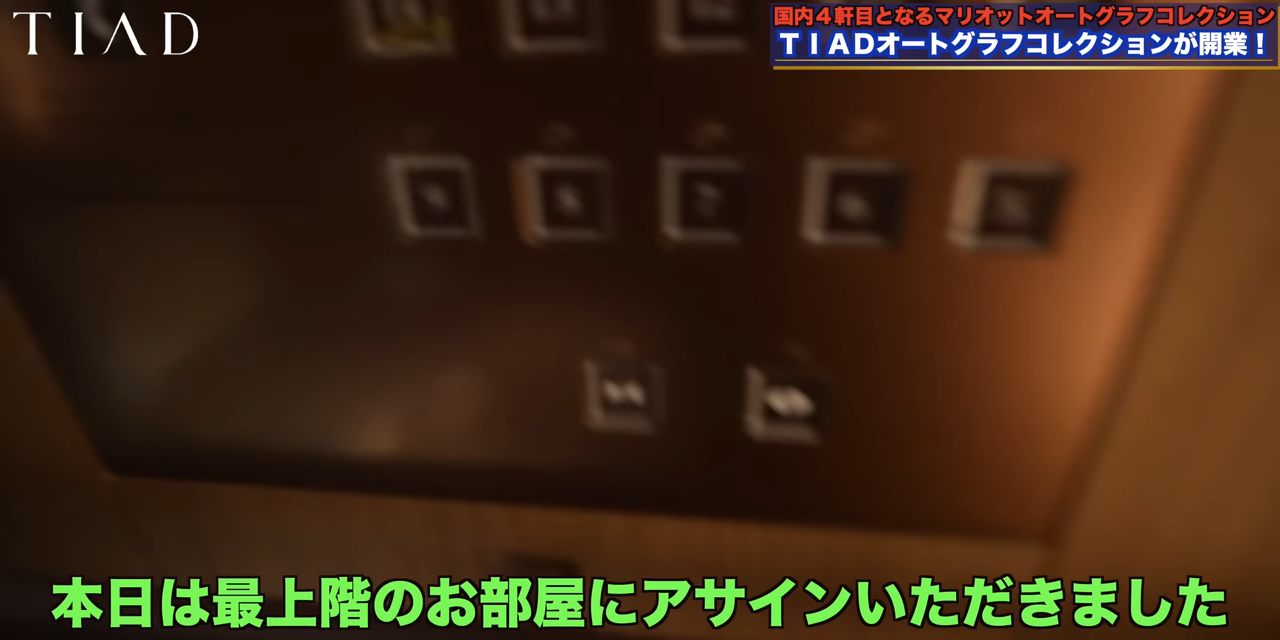 TIAD
国内4軒目となるマリオットオートグラフコレクション
TIADオートグラフコレクションが開業!
本日は最上階のお部屋にアサインいただきました